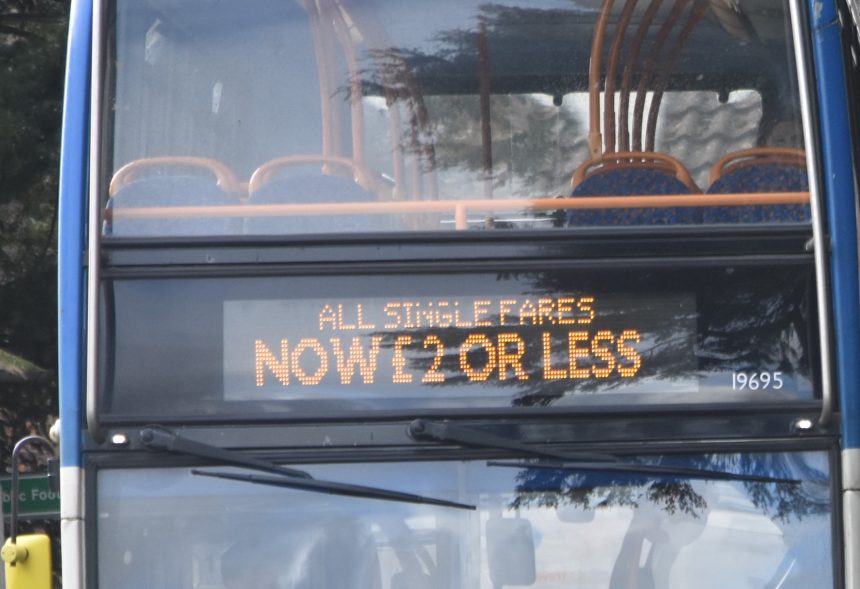 ALL SINGLE FARES
NOW £2 OR LESS
19695